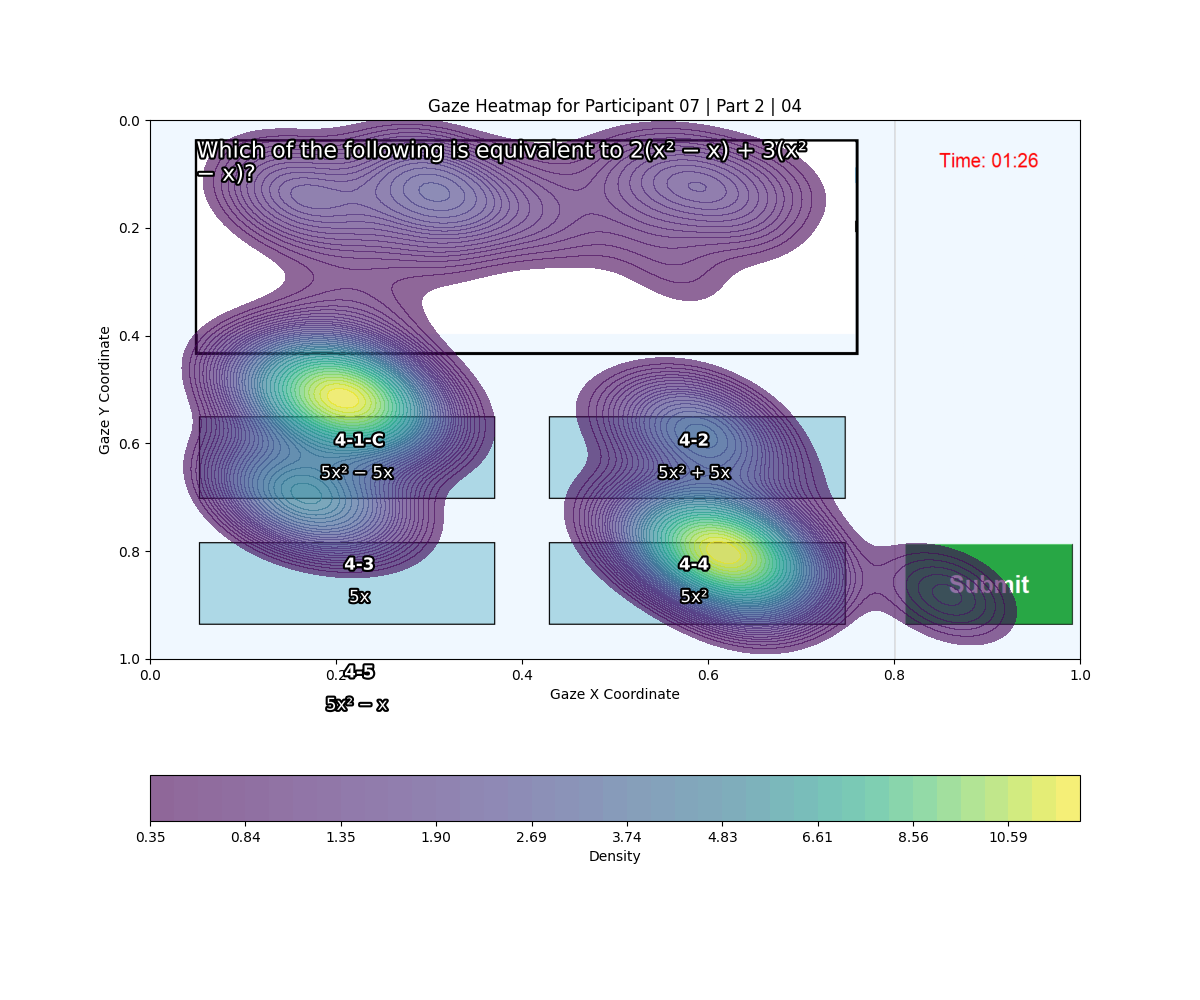 Gaze Heatmap for Participant 07 | Part 2 | 04
Which of the following is equivalent to 2(x² − x) + 3(x²
− x)?
Time: 01:26
4-1-C
5x² − 5x
4-2
5x² + 5x
4-3
5x
4-4
5x²
Submit
4-5
5x² − x
Gaze Y Coordinate
0.0
0.2
0.4
0.6
0.8
1.0
0.0 0.2 0.4 0.6 0.8 1.0
Gaze X Coordinate
0.35 0.84 1.35 1.90 2.69 3.74 4.83 6.61 8.56 10.59
Density